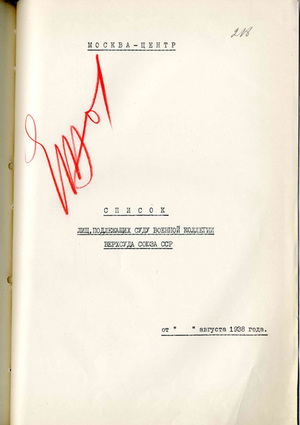 218
МОСКВА-ЦЕНТР
СПИСОК
ЛИЦ, ПОДЛЕЖАЩИХ СУДУ ВОЕННОЙ КОЛЛЕГИИ
ВЕРХСУДА СОЮЗА ССР
от " " августа 1938 года.